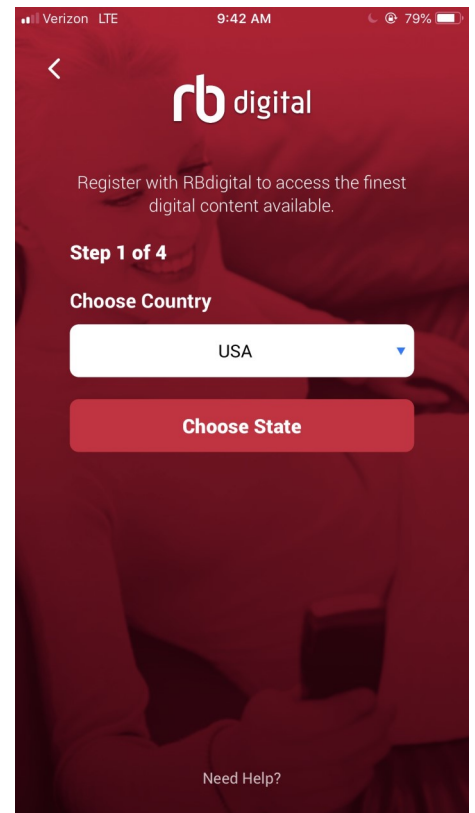 Verizon LTE 9:42 AM 79%
rb digital
Register with RBdigital to access the finest
digital content available.
Step 1 of 4
Choose Country
USA
Choose State
Need Help?